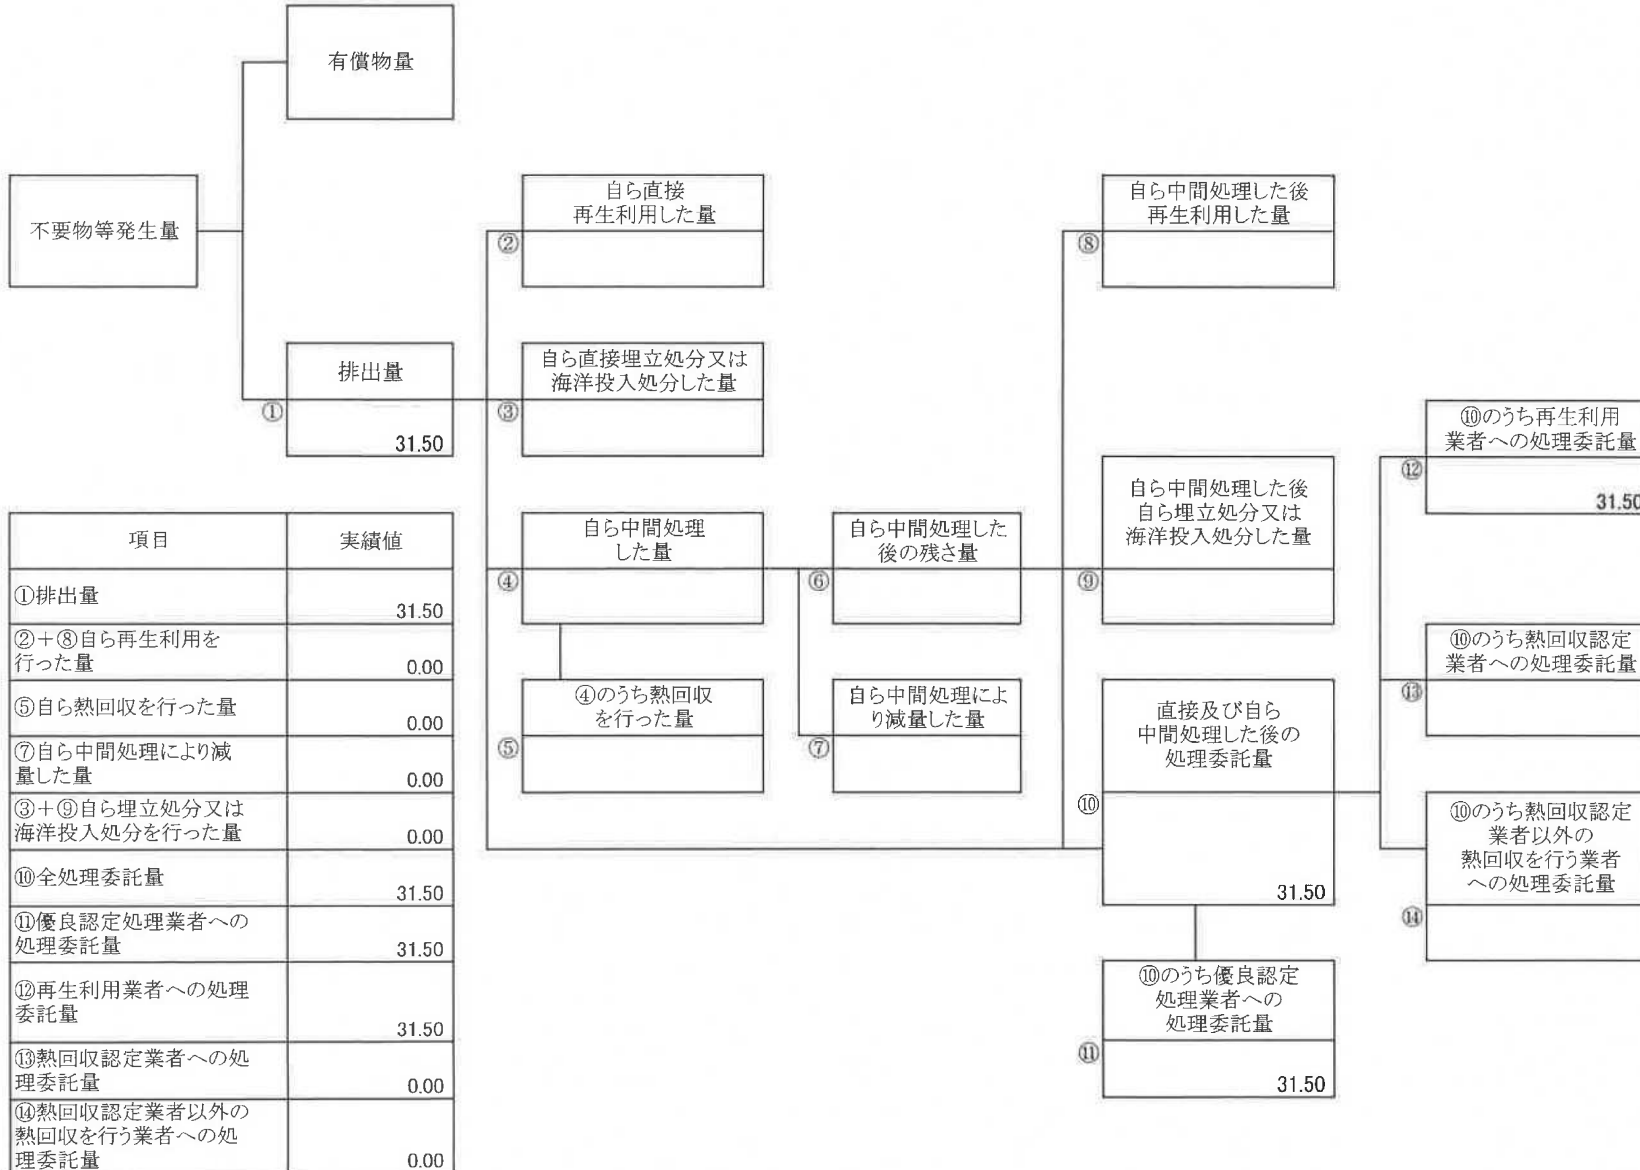 有償物量
不要物等発生量
自ら直接
再生利用した量
②
自ら中間処理した後
再生利用した量
⑧
排出量
①
31.50
自ら直接埋立処分又は
海洋投入処分した量
③
⑩のうち再生利用
業者への処理委託量
⑫
31.50
自ら中間処理
した量
④
自ら中間処理した
後の残さ量
⑥
自ら中間処理した後
自ら埋立処分又は
海洋投入処分した量
⑨
⑩のうち熱回収認定
業者への処理委託量
⑬
④のうち熱回収
を行った量
⑤
自ら中間処理によ
り減量した量
⑦
直接及び自ら
中間処理した後の
処理委託量
⑩
31.50
⑩のうち熱回収認定
業者以外の
熱回収を行う業者
への処理委託量
⑭
⑩のうち優良認定
処理業者への
処理委託量
⑪
31.50
項目 実績値
①排出量
31.50
②＋⑧自ら再生利用を
行った量 0.00
⑤自ら熱回収を行った量
0.00
⑦自ら中間処理により減
量した量 0.00
③＋⑨自ら埋立処分又は
海洋投入処分を行った量 0.00
⑩全処理委託量
31.50
⑪優良認定処理業者への
処理委託量 31.50
⑫再生利用業者への処理
委託量
31.50
⑬熱回収認定業者への処
理委託量 0.00
⑭熱回収認定業者以外の
熱回収を行う業者への処
理委託量 0.00